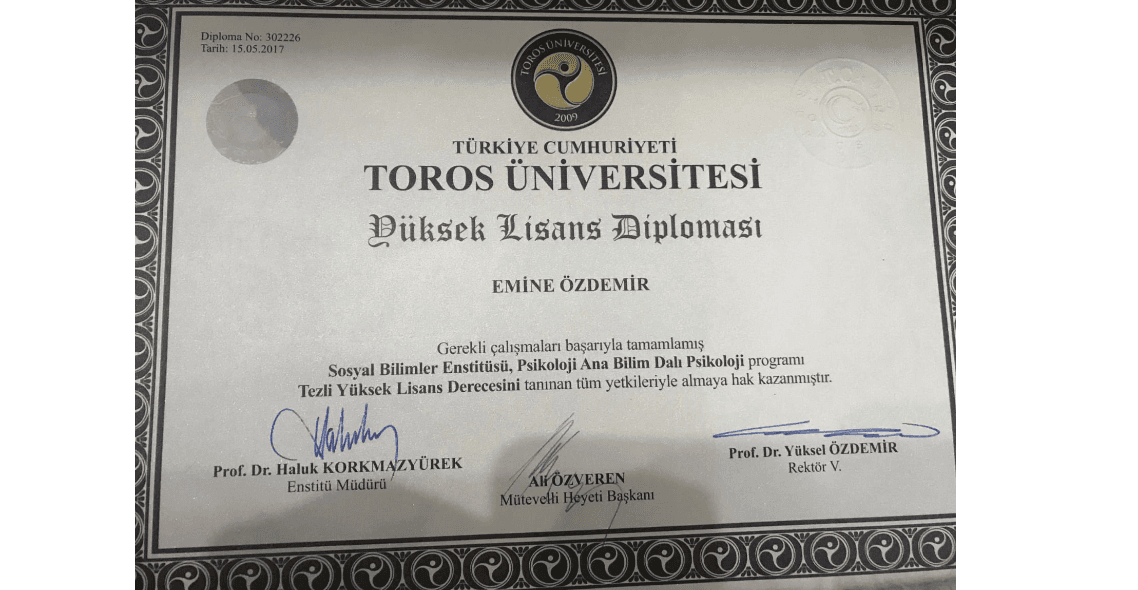 Diploma No: 302226
Tarih: 15.05.2017
TOROS ÜNİVERSİTESİ
2009
TÜRKİYE CUMHURİYETİ
TOROS ÜNİVERSİTESİ
Yüksek Lisans Diploması
EMİNE ÖZDEMİR
Gerekli çalışmaları başarıyla tamamlamış
Sosyal Bilimler Enstitüsü, Psikoloji Ana Bilim Dalı Psikoloji programı
Tezli Yüksek Lisans Derecesini tanınan tüm yetkileriyle almaya hak kazanmıştır.
Prof. Dr. Haluk KORKMAZYÜREK
Enstitü Müdürü
Ali ÖZVEREN
Mütevelli Heyeti Başkanı
Prof. Dr. Yüksel ÖZDEMİR
Rektör V.